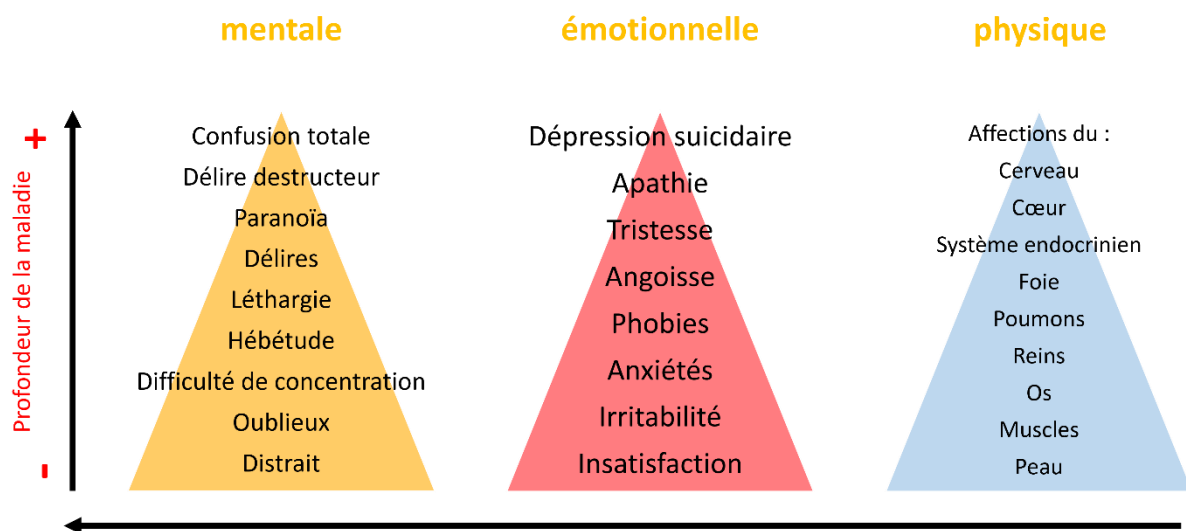 mentale
émotionnelle
physique
Profondeur de la maladie
+
-
Confusion totale
Délire destructeur
Paranoïa
Délires
Léthargie
Hébétude
Difficulté de concentration
Oublieux
Distrait
Dépression suicidaire
Apathie
Tristesse
Angoisse
Phobies
Anxiétés
Irritabilité
Insatisfaction
Affections du :
Cerveau
Cœur
Système endocrinien
Foie
Poumons
Reins
Os
Muscles
Peau